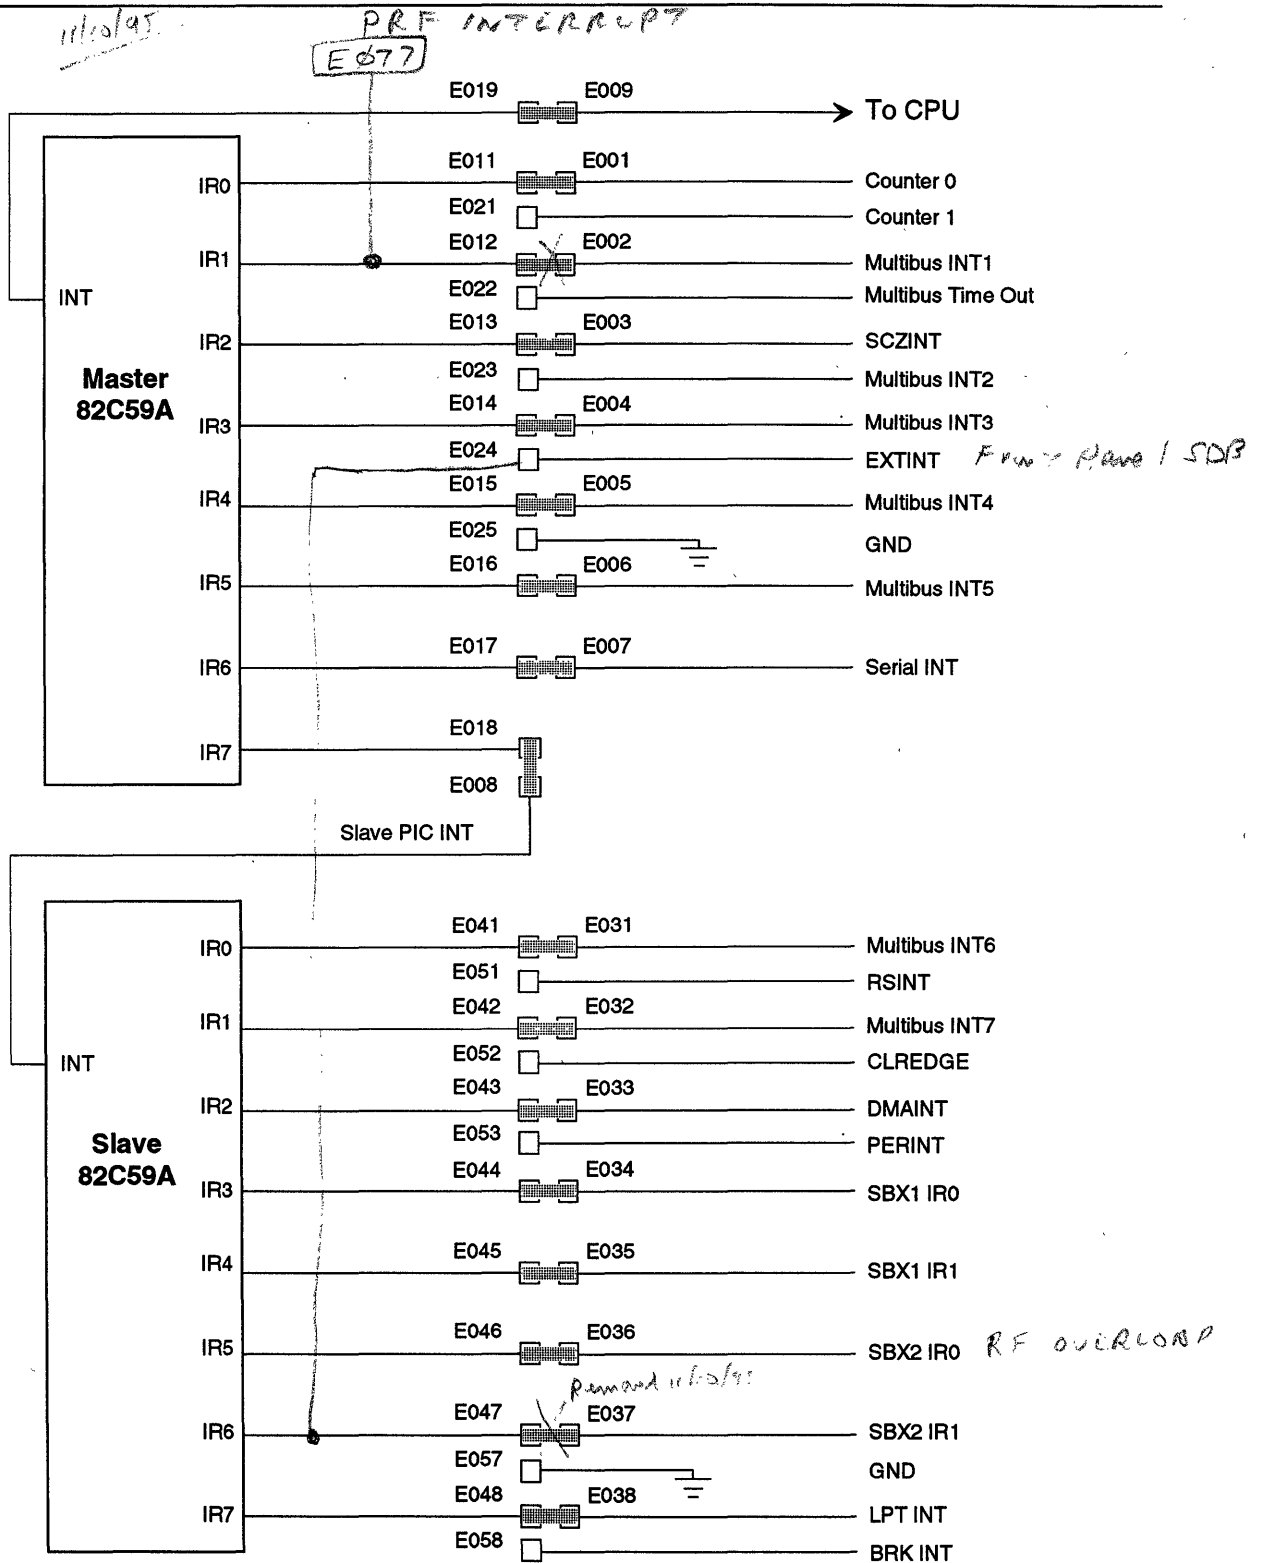 11/10/95
PRF INTERRUPT
EØ77
E019 E009
To CPU
E011 E001
IR0 Counter 0
E021 Counter 1
E012 E002
IR1 Multibus INT1
INT
E022 Multibus Time Out
E013 E003
IR2 SCZINT
Master
82C59A
E023 Multibus INT2
E014 E004
IR3 Multibus INT3
E024 EXTINT SDB
E015 E005
IR4 Multibus INT4
E025 GND
E016 E006
IR5 Multibus INT5
E017 E007
IR6 Serial INT
E018
IR7
E008
Slave PIC INT
E041 E031
IR0 Multibus INT6
E051 RSINT
E042 E032
IR1 Multibus INT7
INT
E052 CLREDGE
E043 E033
IR2 DMAINT
Slave
82C59A
E053 PERINT
E044 E034
IR3 SBX1 IR0
E045 E035
IR4 SBX1 IR1
E046 E036
IR5 SBX2 IR0 RF OVERLOAD
Removed
E047 E037
IR6 SBX2 IR1
E057 GND
E048 E038
IR7 LPT INT
E058 BRK INT